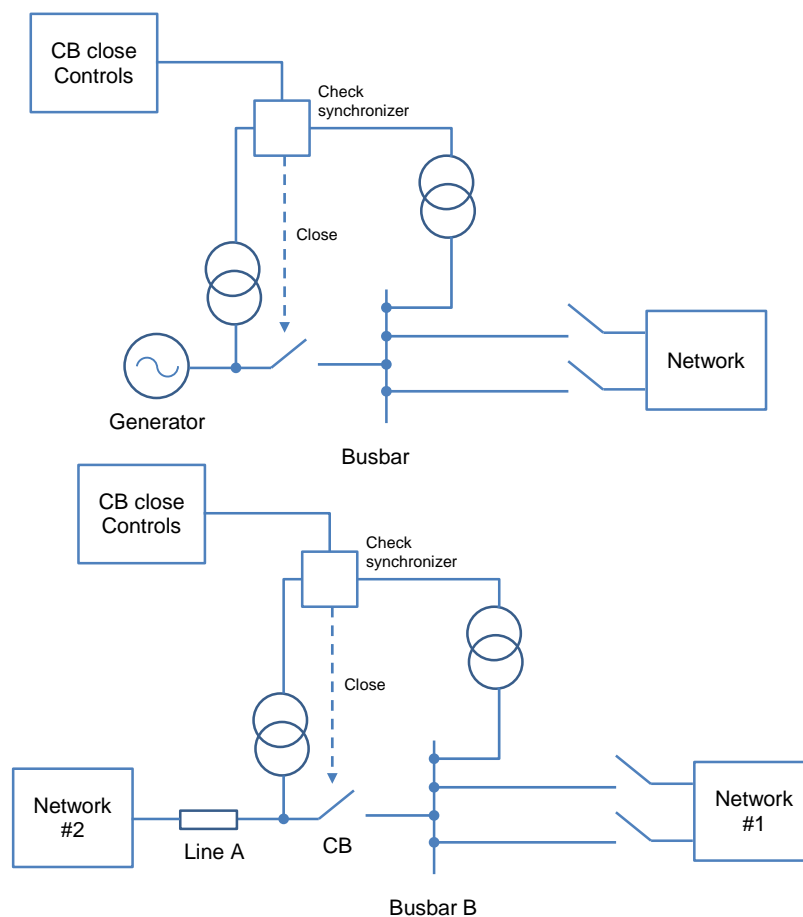 CB close
Controls
Check
synchronizer
Close
Network
Generator
Busbar
CB close
Controls
Check
synchronizer
Close
Network
#2
Line A
CB
Network
#1
Busbar B